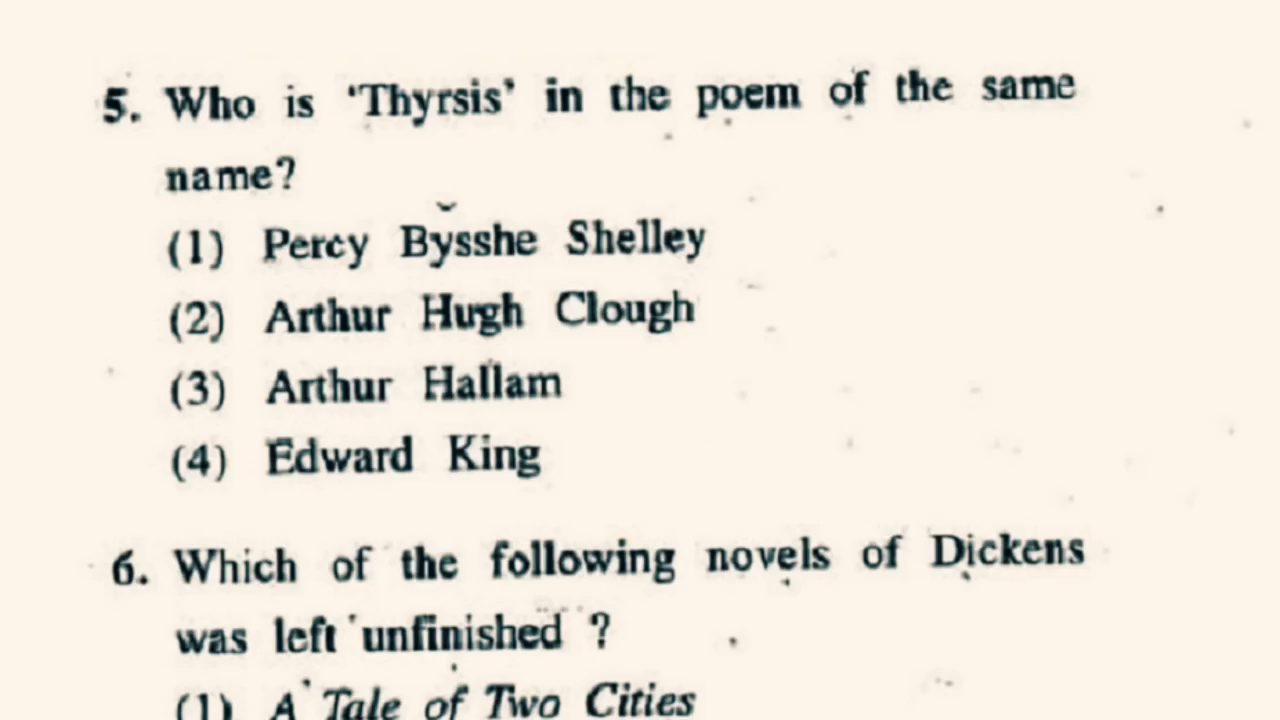 5. Who is 'Thyrsis' in the poem of the same
name?
(1) Percy Bysshe Shelley
(2) Arthur Hugh Clough
(3) Arthur Hallam
(4) Edward King
6. Which of the following novels of Dickens
was left unfinished ?
(1) A Tale of Two Cities